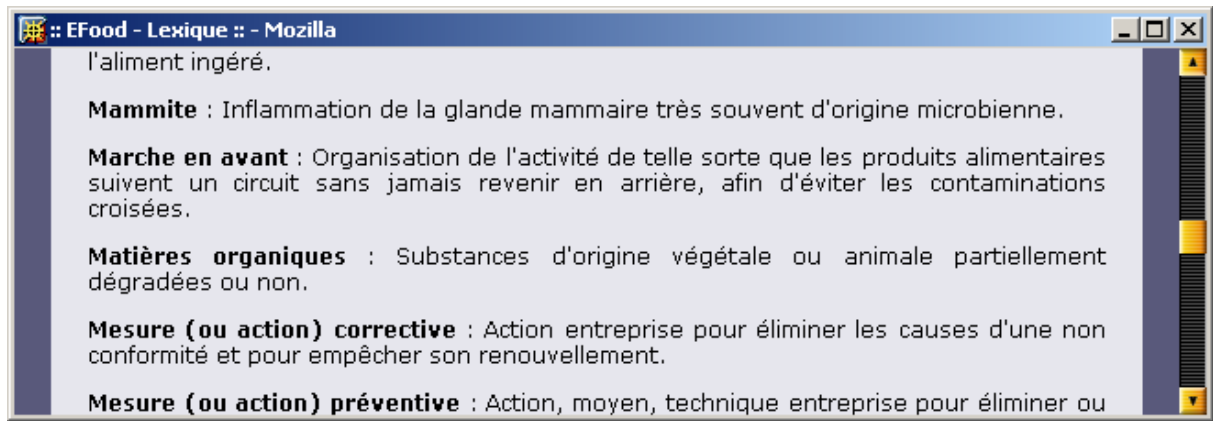 :: EFood - Lexique :: - Mozilla
l'aliment ingéré.
Mammite : Inflammation de la glande mammaire très souvent d'origine microbienne.
Marche en avant : Organisation de l'activité de telle sorte que les produits alimentaires
suivent un circuit sans jamais revenir en arrière, afin d'éviter les contaminations
croisées.
Matières organiques : Substances d'origine végétale ou animale partiellement
dégradées ou non.
Mesure (ou action) corrective : Action entreprise pour éliminer les causes d'une non
conformité et pour empêcher son renouvellement.
Mesure (ou action) préventive : Action, moyen, technique entreprise pour éliminer ou